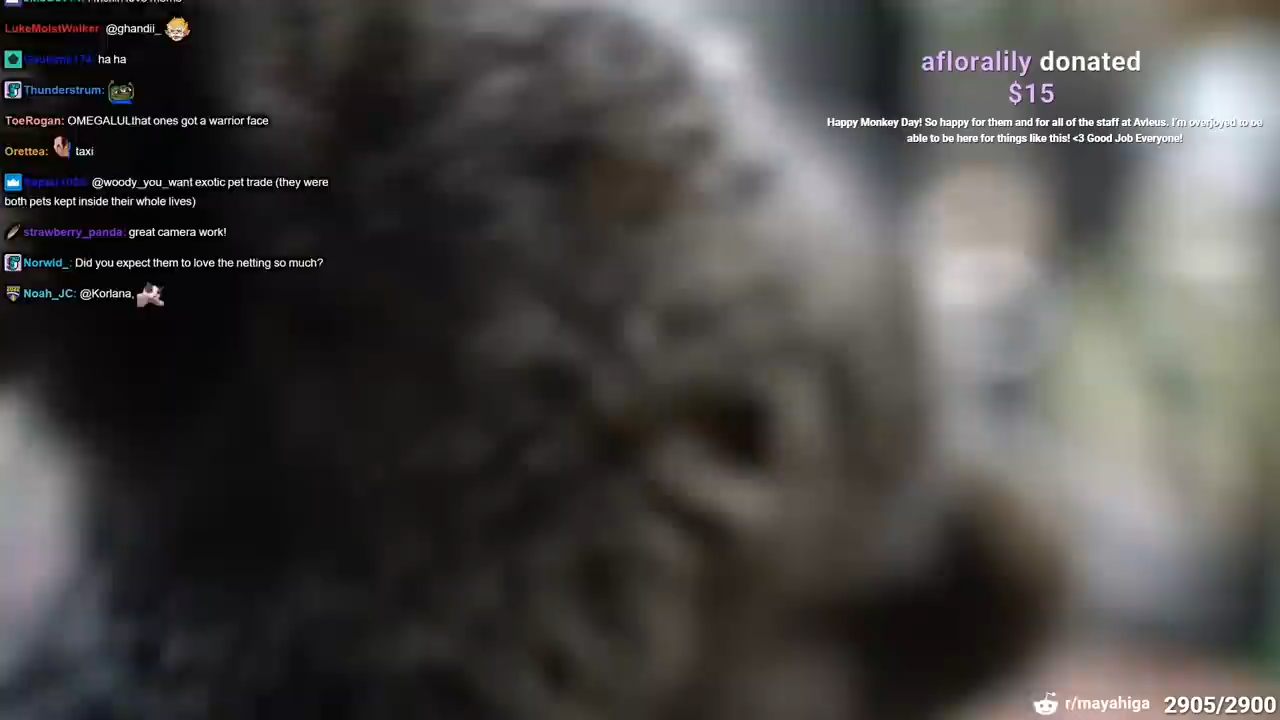 LukeMoistWalker: @ghandii_
ha ha
Thunderstrum:
ToeRogan: OMEGALULthat ones got a warrior face
Orettea: taxi
@woody_you_want exotic pet trade (they were
both pets kept inside their whole lives)
strawberry_panda: great camera work!
Norwid_: Did you expect them to love the netting so much?
Noah_JC: @Korlana,
aflоralily donated
$15
Happy Monkey Day! So happy for them and for all of the staff at Avleus. I'm overjoyed to be
able to be here for things like this! <3 Good Job Everyone!
r/mayahiga 2905/2900